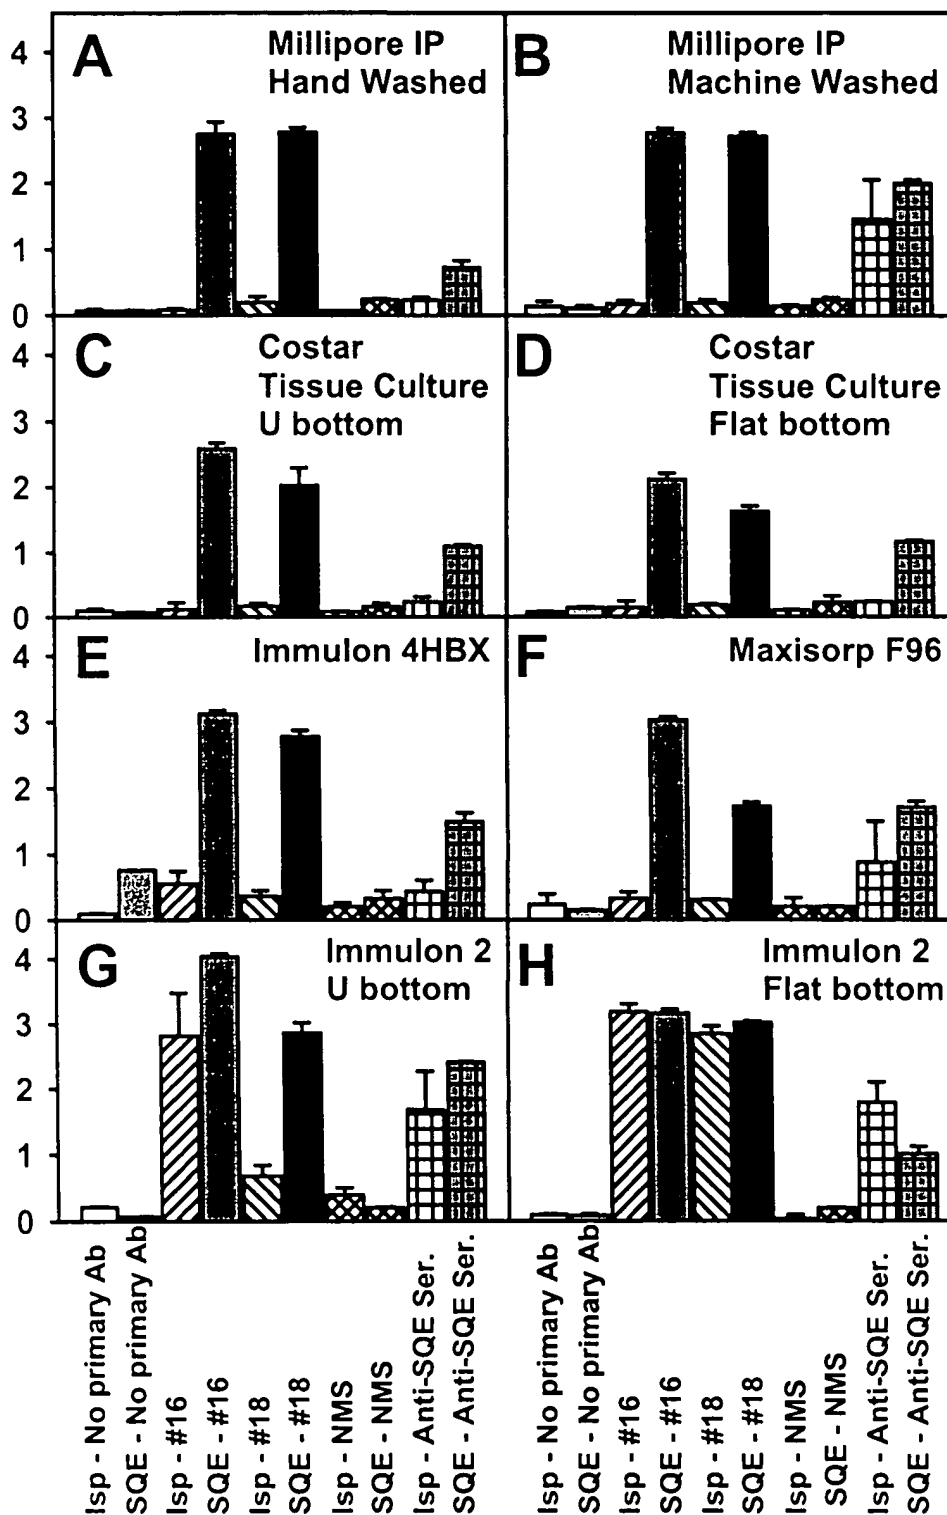 A
Millipore IP
Hand Washed
B
Millipore IP
Machine Washed
4
3
2
1
0
C
Costar
Tissue Culture
U bottom
D
Costar
Tissue Culture
Flat bottom
4
3
2
1
0
E
Immulon 4HBX
F
Maxisorp F96
4
3
2
1
0
G
Immulon 2
U bottom
H
Immulon 2
Flat bottom
4
3
2
1
0
Isp - No primary Ab
SQE - No primary Ab
Isp - #16
SQE - #16
Isp - #18
SQE - #18
Isp - NMS
SQE - NMS
Isp - Anti-SQE Ser.
SQE - Anti-SQE Ser.
Isp - No primary Ab
SQE - No primary Ab
Isp - #16
SQE - #16
Isp - #18
SQE - #18
Isp - NMS
SQE - NMS
Isp - Anti-SQE Ser.
SQE - Anti-SQE Ser.